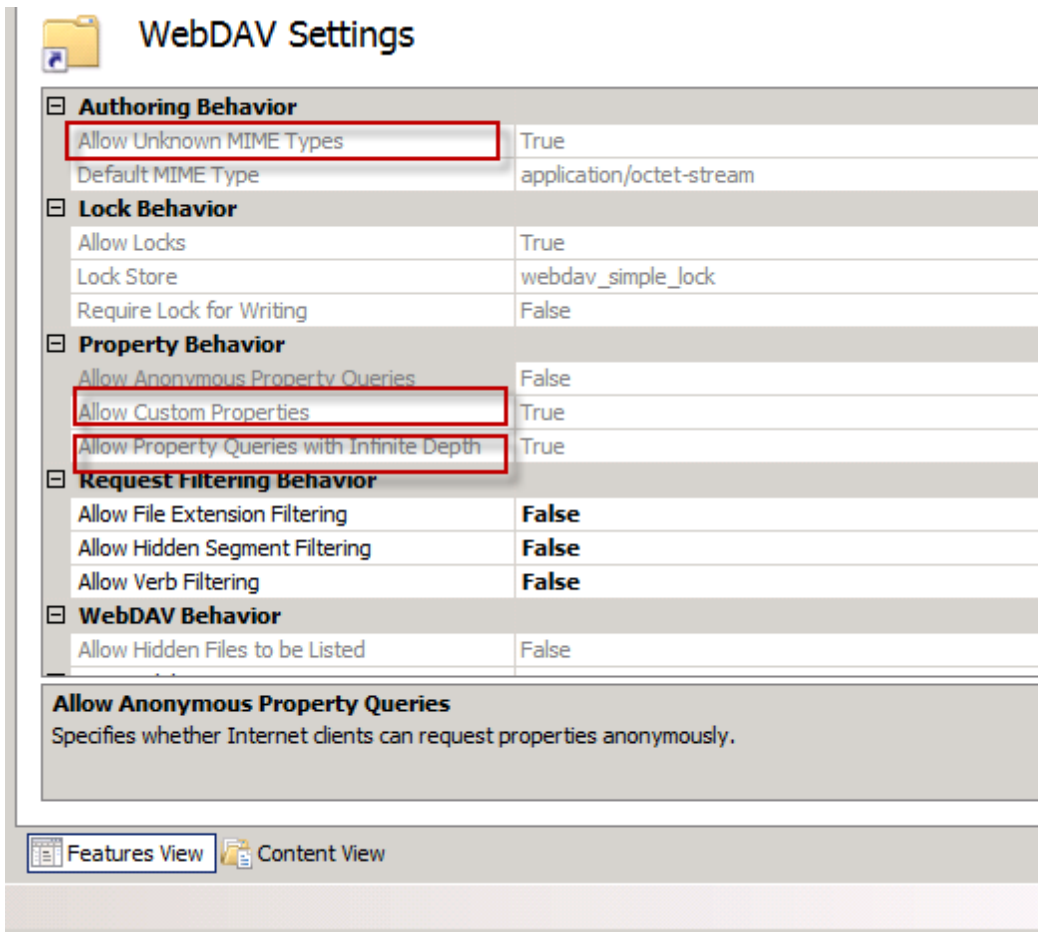 WebDAV Settings
Authoring Behavior
Allow Unknown MIME Types True
Default MIME Type application/octet-stream
Lock Behavior
Allow Locks True
Lock Store webdav_simple_lock
Require Lock for Writing False
Property Behavior
Allow Anonymous Property Queries False
Allow Custom Properties True
Allow Property Queries with Infinite Depth True
Request Filtering Behavior
Allow File Extension Filtering False
Allow Hidden Segment Filtering False
Allow Verb Filtering False
WebDAV Behavior
Allow Hidden Files to be Listed False
Allow Anonymous Property Queries
Specifies whether Internet clients can request properties anonymously.
Features View Content View